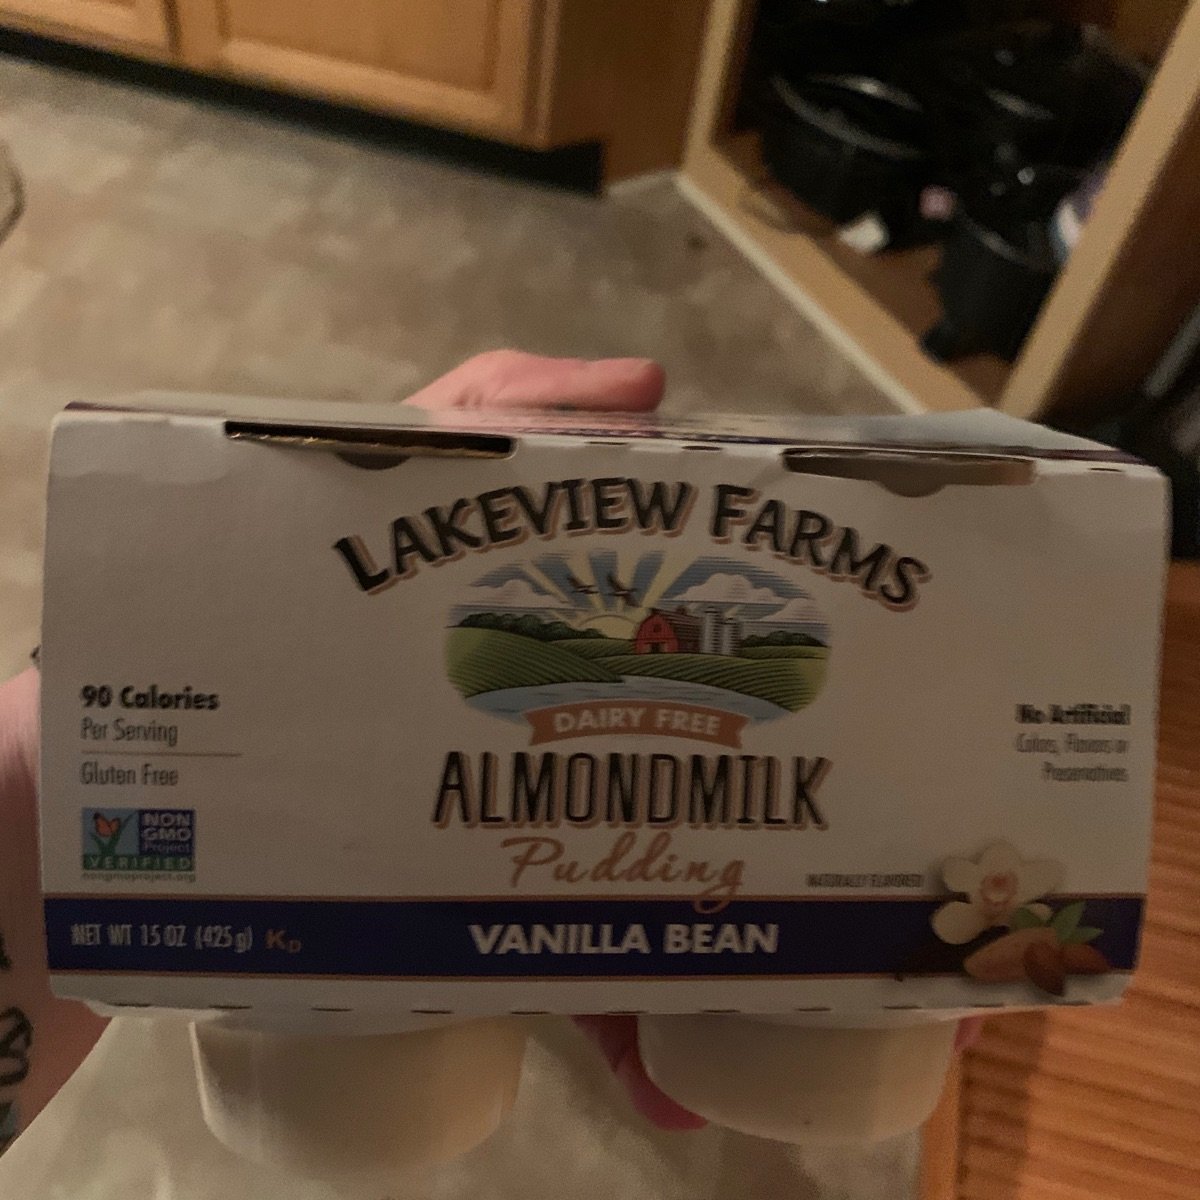 LAKEVIEW FARMS
DAIRY FREE
ALMONDMILK
Pudding
90 Calories
Per Serving
Gluten Free
NON
GMO
Project
VERIFIED
nongmoproject.org
No Artificial
Colors, Flavors or
Preservatives
NATURALLY FLAVORED
NET WT 15 OZ (425g) KD
VANILLA BEAN